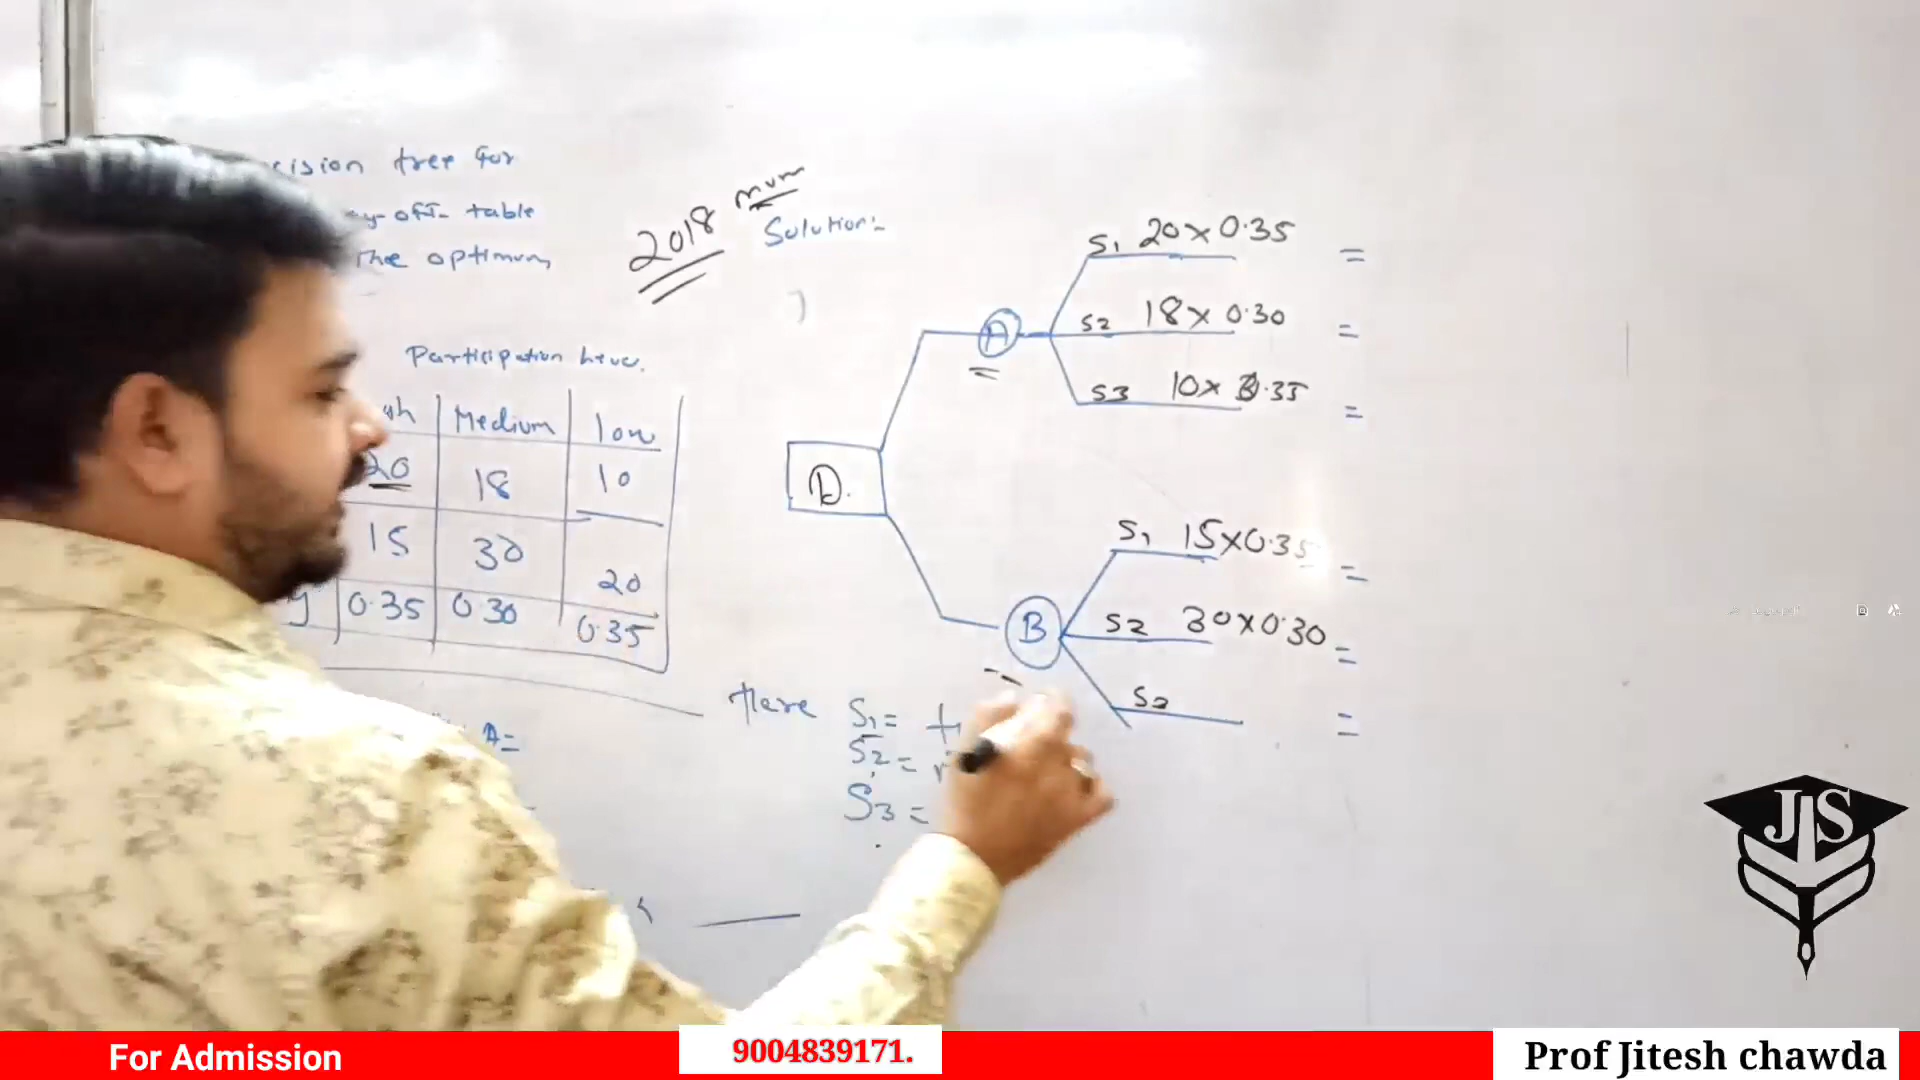 cision tree for
y-off- table
The optimum
2018 mum
Solution:-
Participation leve.
Medium low
20 18 10
15 30 20
0.35 0.30 0.35
A=
D.
A
S1 20 x 0.35 =
S2 18 x 0.30 =
S3 10 x 0.35 =
B
S1 15 x 0.35 =
S2 30 x 0.30 =
=
Here S1 =
S2 =
S3 =
JS
For Admission
9004839171.
Prof Jitesh chawda